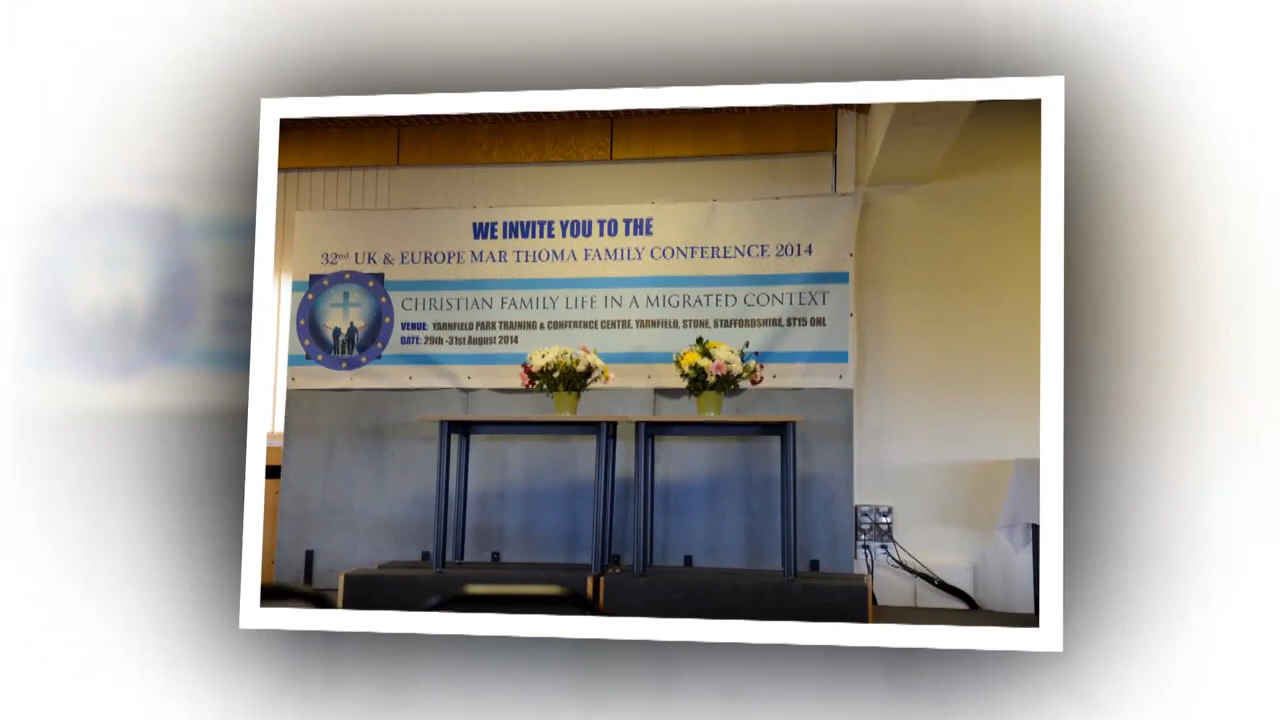 WE INVITE YOU TO THE
32nd UK & EUROPE MAR THOMA FAMILY CONFERENCE 2014
CHRISTIAN FAMILY LIFE IN A MIGRATED CONTEXT
VENUE: YARNFIELD PARK TRAINING & CONFERENCE CENTRE, YARNFIELD, STONE, STAFFORDSHIRE, ST15 0NL
DATE: 29th -31st August 2014